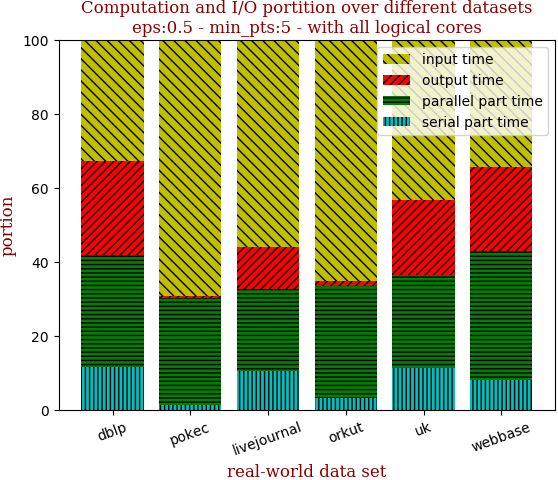 Computation and I/O portition over different datasets
eps:0.5 - min_pts:5 - with all logical cores
100
80
60
40
20
0
portion
input time
output time
parallel part time
serial part time
dblp
pokec
livejournal
orkut
uk
webbase
real-world data set